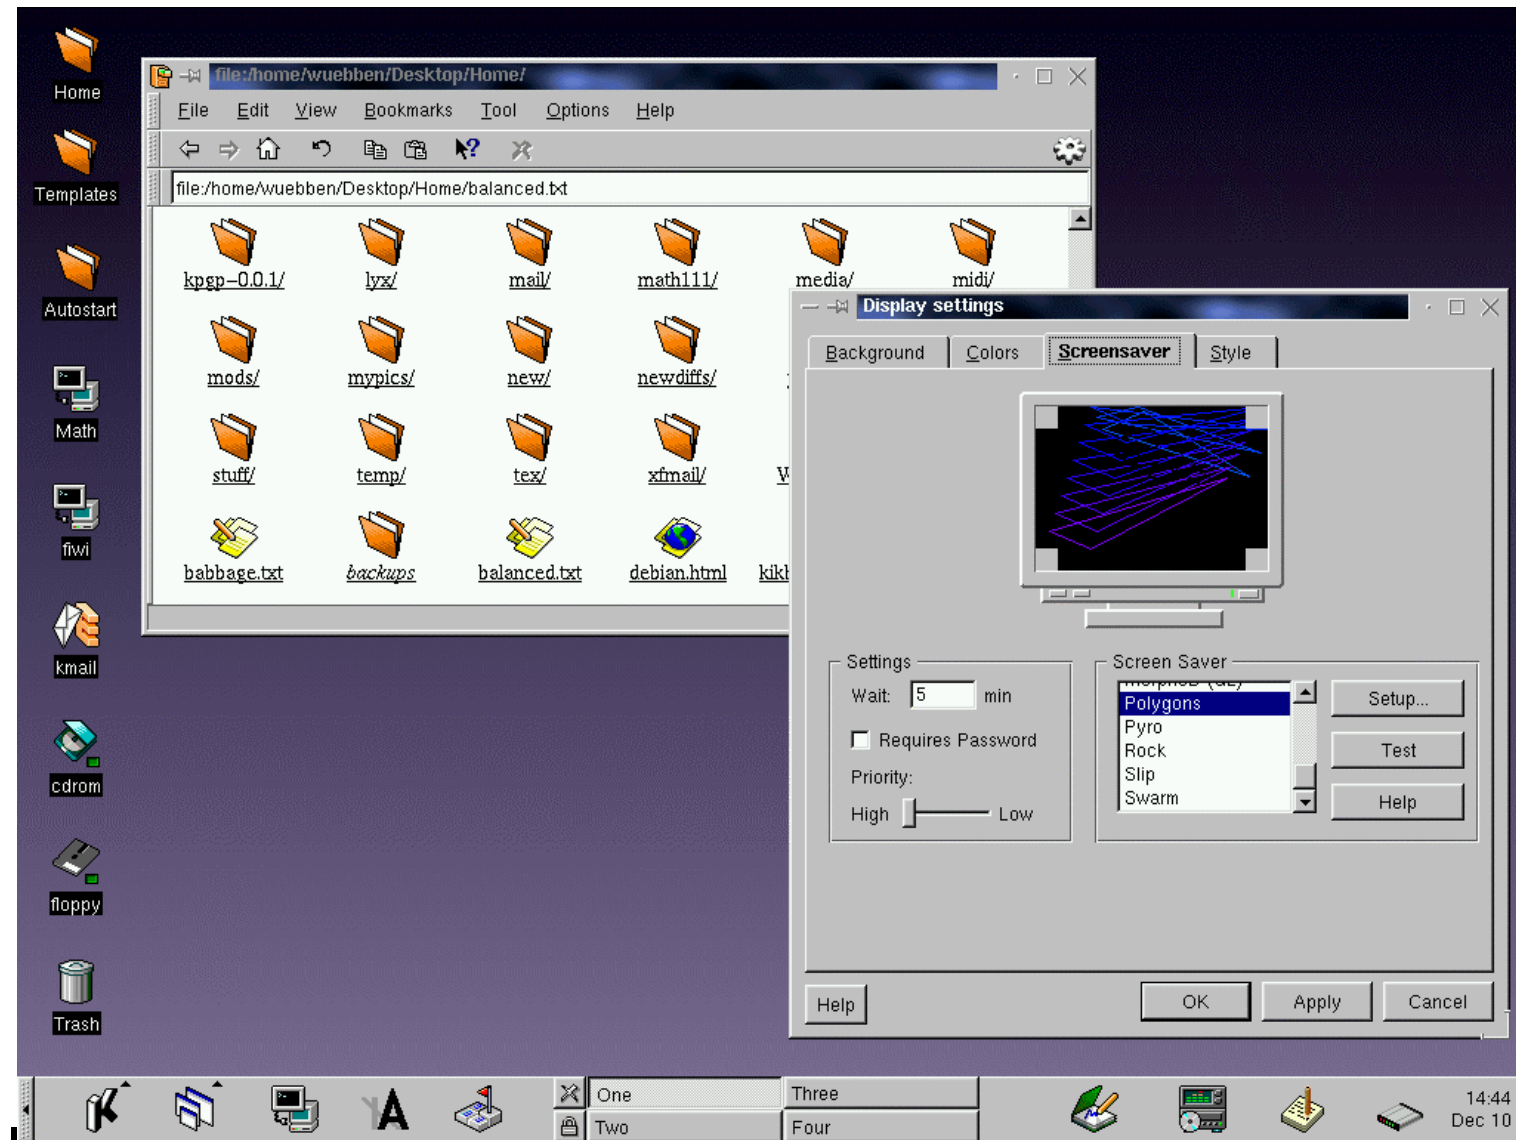 Home
Templates
Autostart
Math
fiwi
kmail
cdrom
floppy
Trash
file:/home/wuebben/Desktop/Home/
File Edit View Bookmarks Tool Options Help
file:/home/wuebben/Desktop/Home/balanced.txt
kpgp-0.0.1/ lyx/ mail/ math111/ media/ midi/
mods/ mypics/ new/ newdiffs/
stuff/ temp/ tex/ xfmail/
babbage.txt backups balanced.txt debian.html
Display settings
Background Colors Screensaver Style
Settings
Wait: 5 min
Requires Password
Priority:
High Low
Screen Saver
Polygons
Pyro
Rock
Slip
Swarm
Setup...
Test
Help
Help OK Apply Cancel
One Three
Two Four
14:44
Dec 10